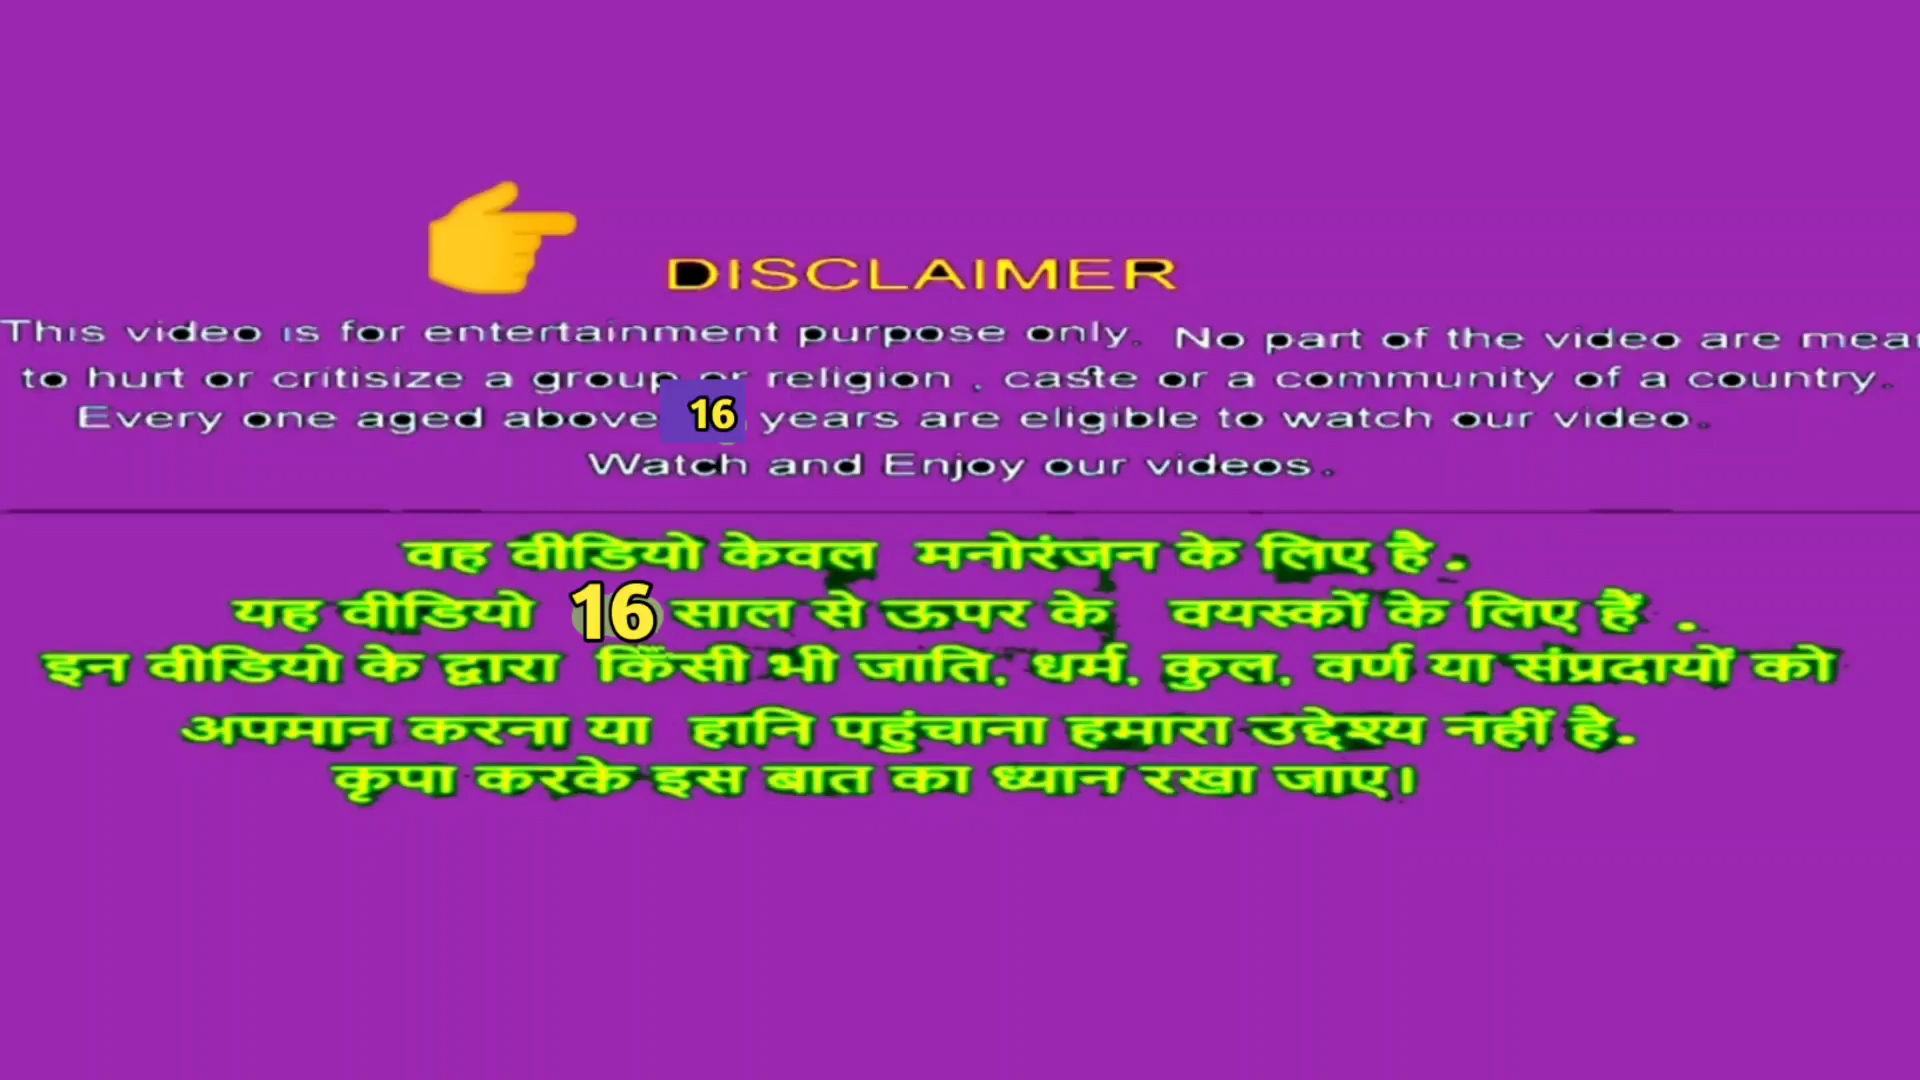 DISCLAIMER
This video is for entertainment purpose only. No part of the video are
to hurt or critisize a group or religion , caste or a community of a country.
Every one aged above 16 years are eligible to watch our video.
Watch and Enjoy our videos.
वह वीडियो केवल मनोरंजन के लिए है .
यह वीडियो 16 साल से ऊपर के वयस्कों के लिए हैं .
इन वीडियो के द्वारा किसी भी जाति, धर्म, कुल, वर्ण या संप्रदायों को
अपमान करना या हानि पहुंचाना हमारा उद्देश्य नहीं है.
कृपा करके इस बात का ध्यान रखा जाए।